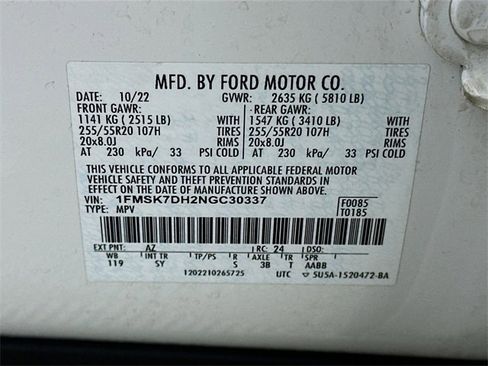 MFD. BY FORD MOTOR CO.
DATE: 10/22 GVWR: 2635 KG ( 5810 LB)
FRONT GAWR: REAR GAWR:
1141 KG ( 2515 LB) WITH 1547 KG ( 3410 LB) WITH
255/55R20 107H TIRES 255/55R20 107H TIRES
20x8.0J RIMS 20x8.0J RIMS
AT 230 kPa/ 33 PSI COLD AT 230 kPa/ 33 PSI COLD
THIS VEHICLE CONFORMS TO ALL APPLICABLE FEDERAL MOTOR
VEHICLE SAFETY AND THEFT PREVENTION STANDARDS IN EFFECT
ON THE DATE OF MANUFACTURE SHOWN ABOVE.
VIN: 1FMSK7DH2NGC30337 F0085
TYPE: MPV T0185
EXT PNT: AZ RC: 24 DSO:
WB INT TR TP/PS R AXLE TR SPR
119 SY S 3B T AABB
1202210265725 UTC 5U5A-1520472-BA